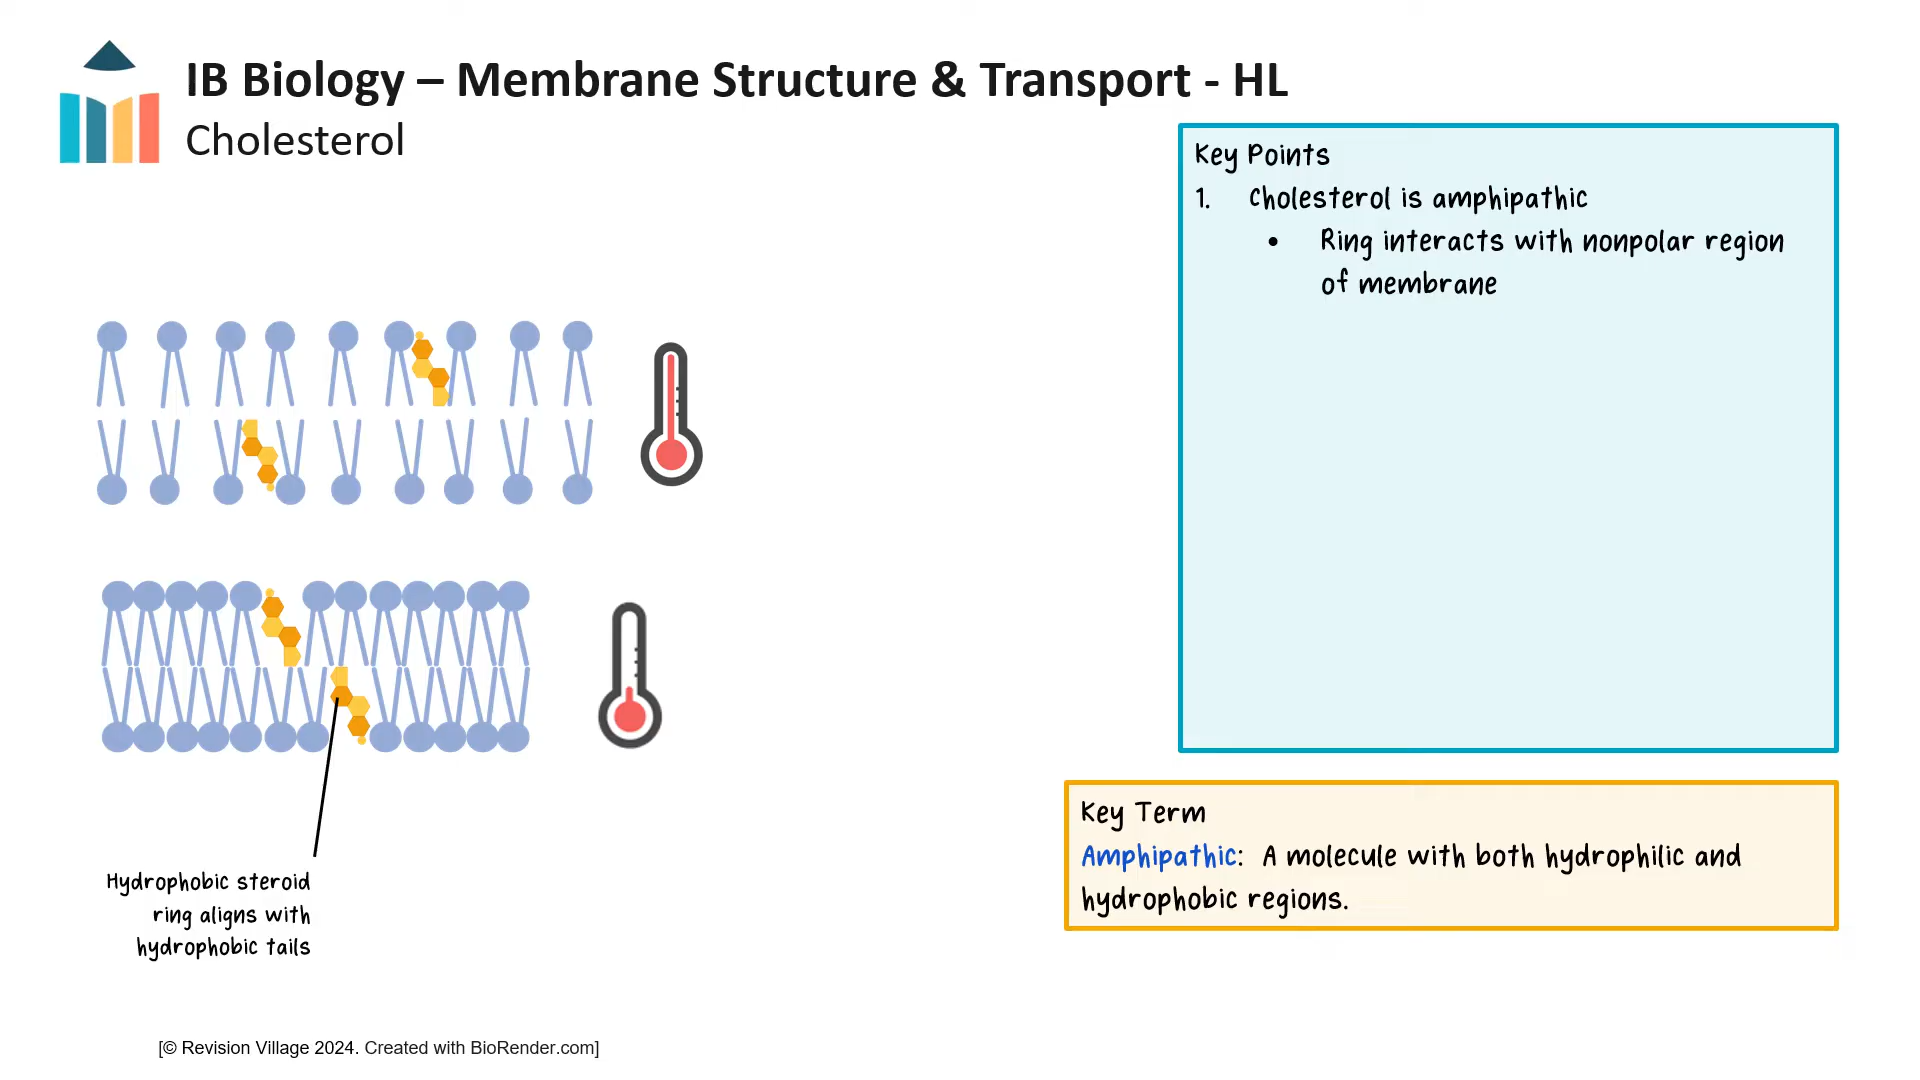 IB Biology – Membrane Structure & Transport - HL
Cholesterol
Key Points
1. Cholesterol is amphipathic
• Ring interacts with nonpolar region
of membrane
Hydrophobic steroid
ring aligns with
hydrophobic tails
Key Term
Amphipathic: A molecule with both hydrophilic and
hydrophobic regions.
[© Revision Village 2024. Created with BioRender.com]